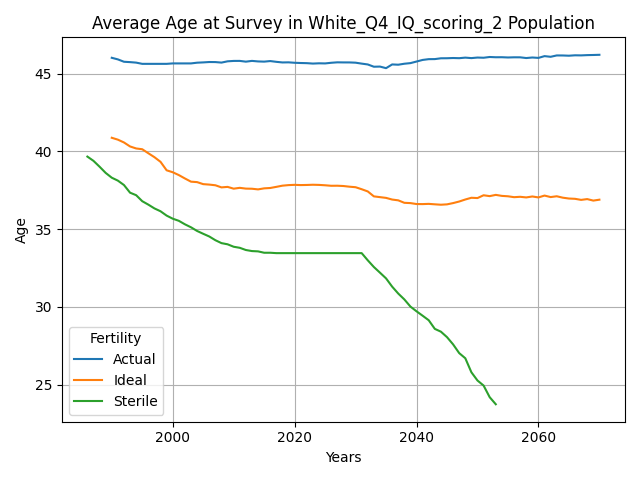 Average Age at Survey in White_Q4_IQ_scoring_2 Population
Age
45
40
35
30
25
Fertility
Actual
Ideal
Sterile
2000
2020
2040
2060
Years